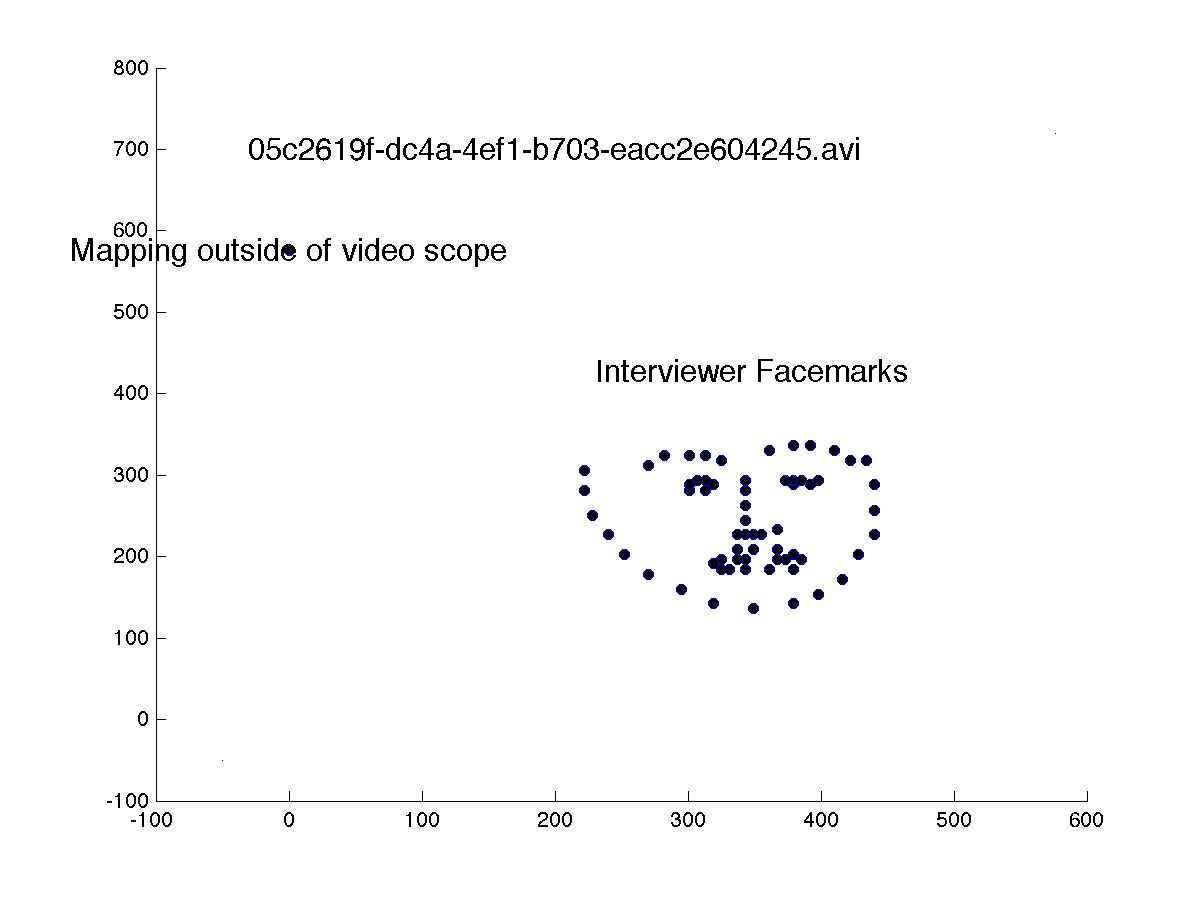 800
05c2619f-dc4a-4ef1-b703-eacc2e604245.avi
700
600
Mapping outside of video scope
500
Interviewer Facemarks
400
300
200
100
0
-100
-100 0 100 200 300 400 500 600